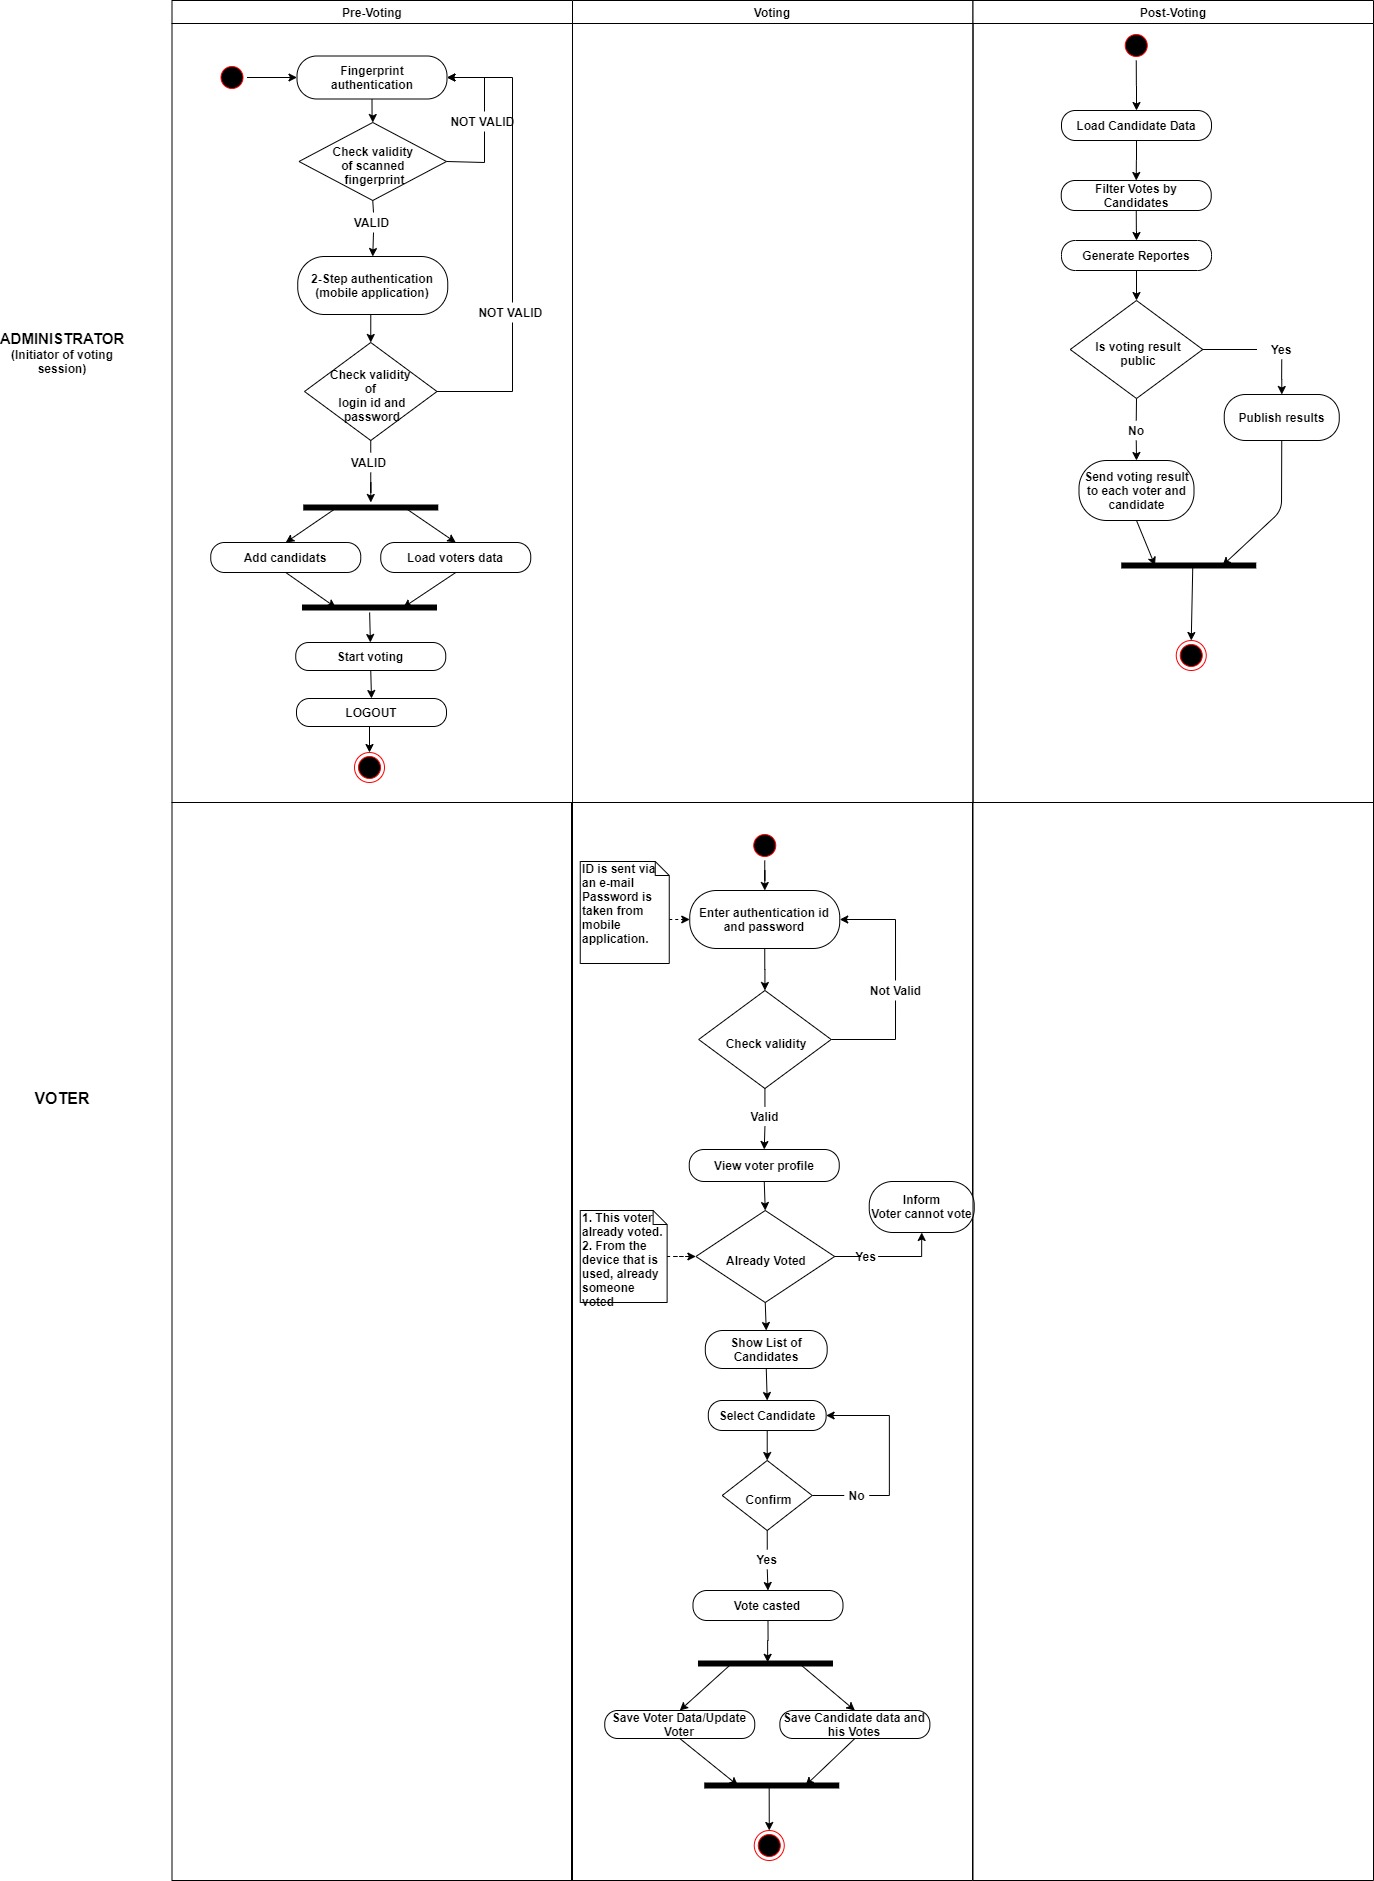 Pre-Voting
Voting
Post-Voting
ADMINISTRATOR
(Initiator of voting
session)
Fingerprint
authentication
NOT VALID
Check validity
of scanned
fingerprint
VALID
2-Step authentication
(mobile application)
NOT VALID
Check validity
of
login id and
password
VALID
Add candidats
Load voters data
Start voting
LOGOUT
Load Candidate Data
Filter Votes by
Candidates
Generate Reportes
Is voting result
public
Yes
Publish results
No
Send voting result
to each voter and
candidate
VOTER
ID is sent via
an e-mail
Password is
taken from
mobile
application.
Enter authentication id
and password
Not Valid
Check validity
Valid
View voter profile
Inform
Voter cannot vote
1. This voter
already voted.
2. From the
device that is
used, already
someone
voted
Already Voted
Yes
Show List of
Candidates
Select Candidate
Confirm
No
Yes
Vote casted
Save Voter Data/Update
Voter
Save Candidate data and
his Votes